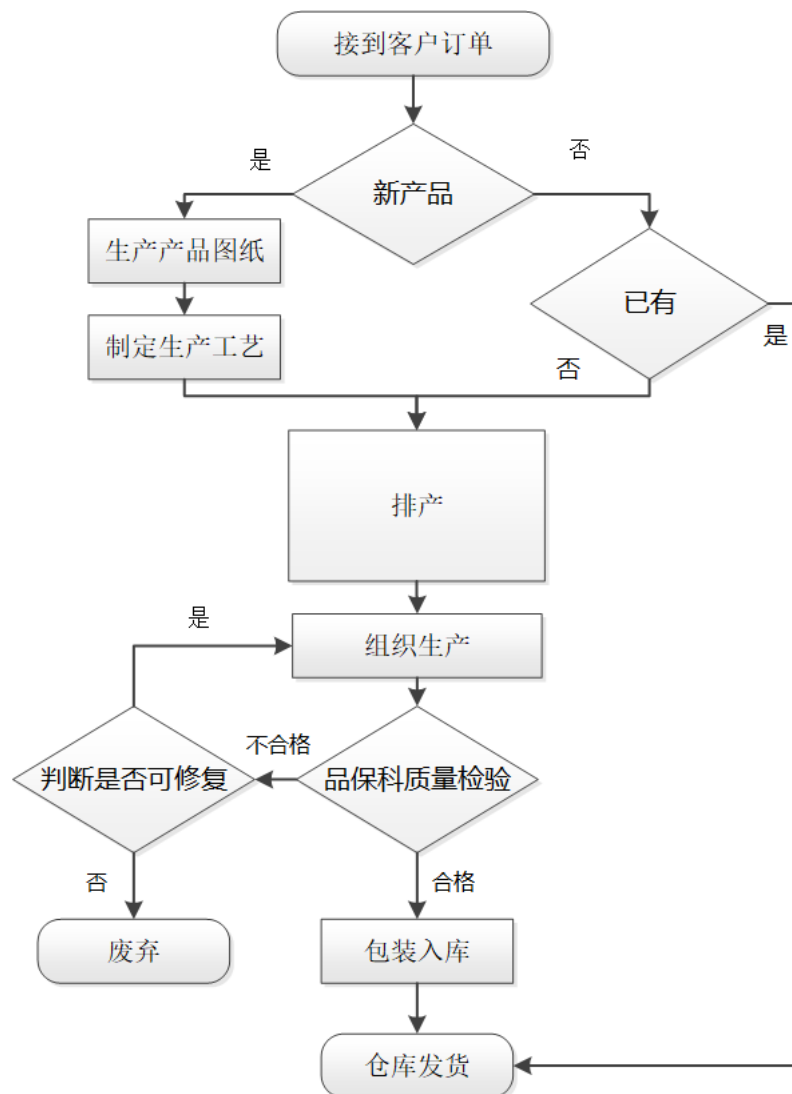 接到客户订单
是
否
新产品
生产产品图纸
已有
是
制定生产工艺
否
排产
是
组织生产
不合格
判断是否可修复
品保科质量检验
否
合格
废弃
包装入库
仓库发货